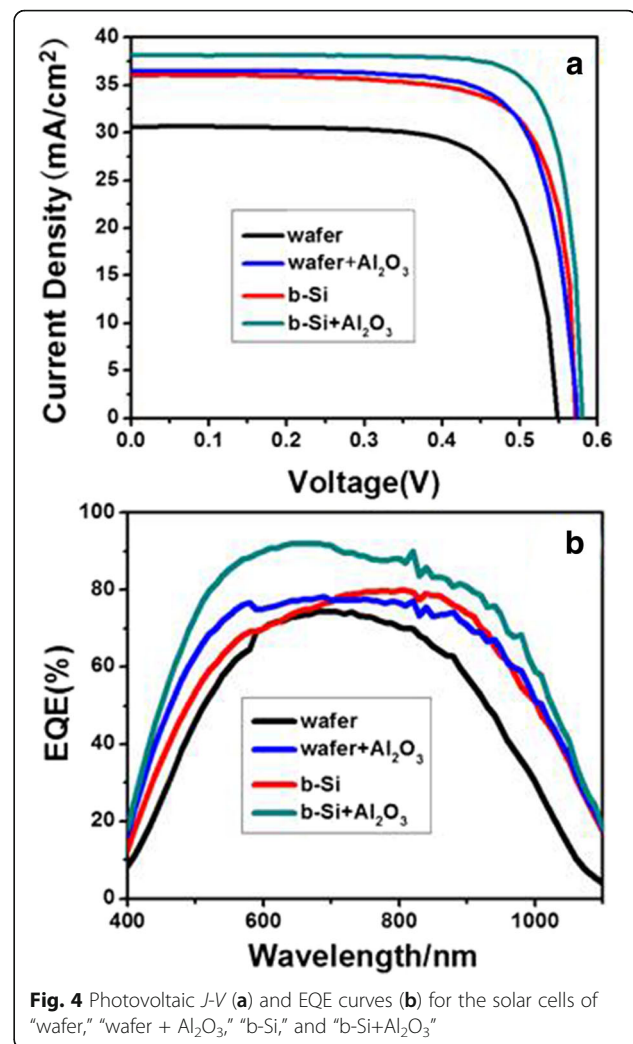 40
35
30
25
20
15
10
5
0
Current Density (mA/cm²)
a
wafer
wafer+Al₂O₃
b-Si
b-Si+Al₂O₃
0.0 0.1 0.2 0.3 0.4 0.5 0.6
Voltage(V)
100
80
60
40
20
0
EQE(%)
b
wafer
wafer+Al₂O₃
b-Si
b-Si+Al₂O₃
400 600 800 1000
Wavelength/nm
Fig. 4 Photovoltaic J-V (a) and EQE curves (b) for the solar cells of
“wafer,” “wafer + Al₂O₃,” “b-Si,” and “b-Si+Al₂O₃”